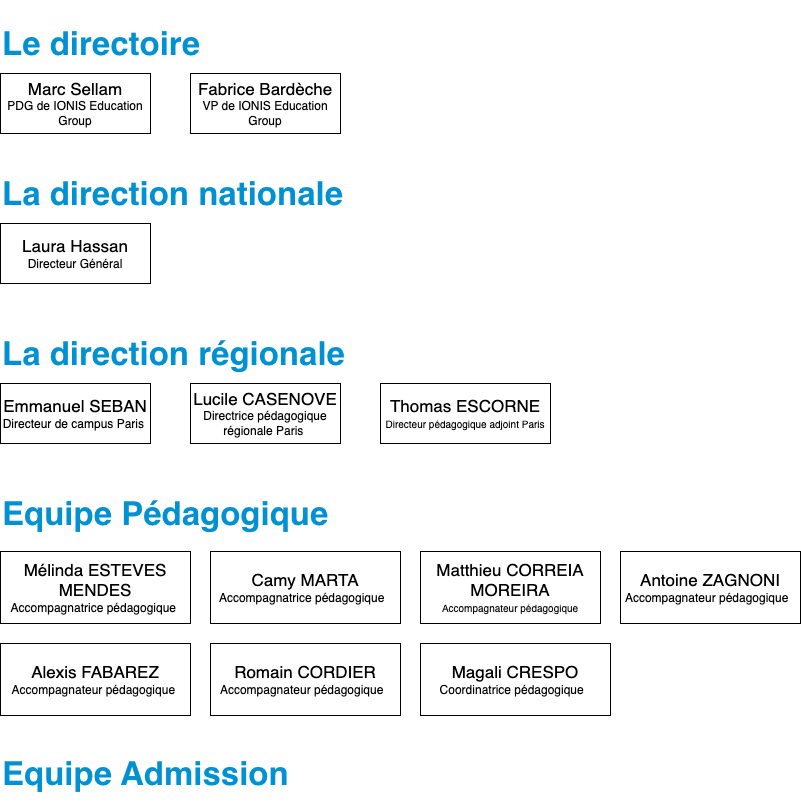 Le directoire
Marc Sellam
PDG de IONIS Education
Group
Fabrice Bardèche
VP de IONIS Education
Group
La direction nationale
Laura Hassan
Directeur Général
La direction régionale
Emmanuel SEBAN
Directeur de campus Paris
Lucile CASENOVE
Directrice pédagogique
régionale Paris
Thomas ESCORNE
Directeur pédagogique adjoint Paris
Equipe Pédagogique
Mélinda ESTEVES
MENDES
Accompagnatrice pédagogique
Camy MARTA
Accompagnatrice pédagogique
Matthieu CORREIA
MOREIRA
Accompagnateur pédagogique
Antoine ZAGNONI
Accompagnateur pédagogique
Alexis FABAREZ
Accompagnateur pédagogique
Romain CORDIER
Accompagnateur pédagogique
Magali CRESPO
Coordinatrice pédagogique
Equipe Admission